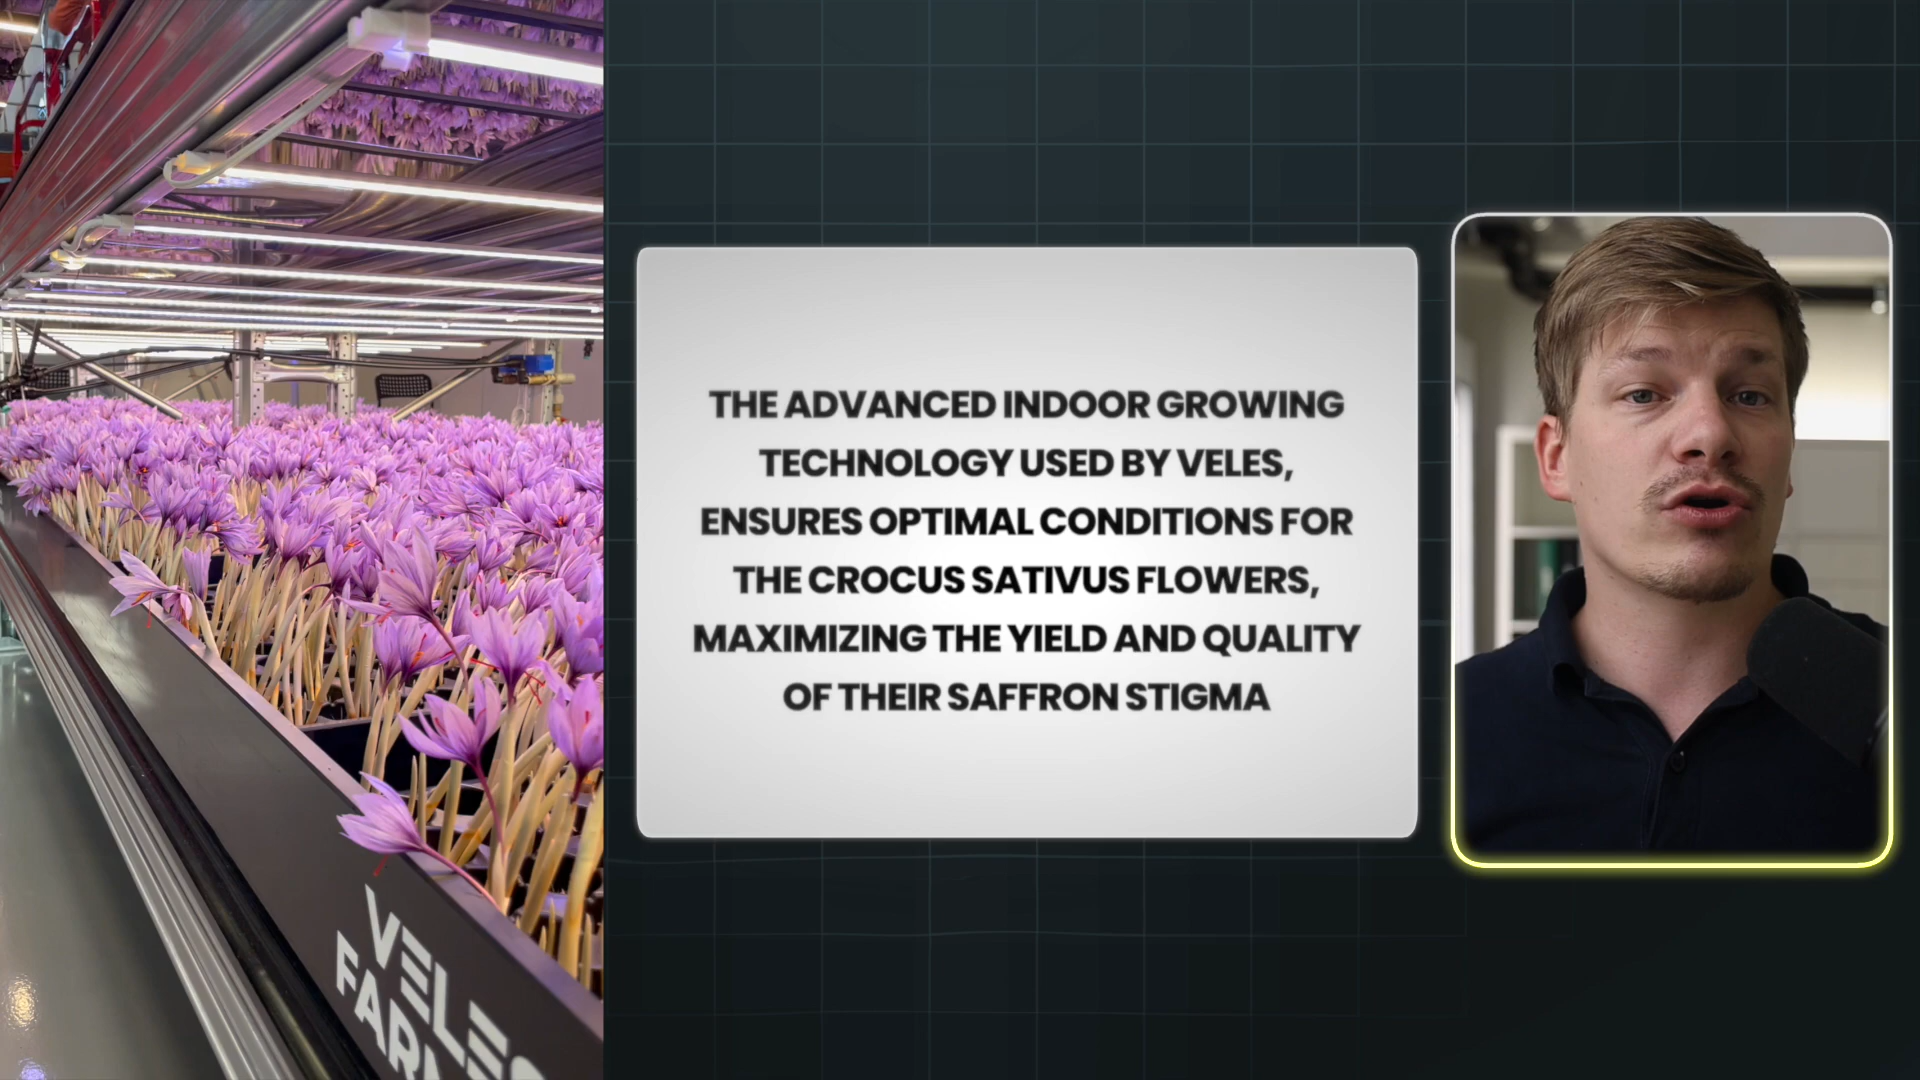 THE ADVANCED INDOOR GROWING
TECHNOLOGY USED BY VELES,
ENSURES OPTIMAL CONDITIONS FOR
THE CROCUS SATIVUS FLOWERS,
MAXIMIZING THE YIELD AND QUALITY
OF THEIR SAFFRON STIGMA
VELES